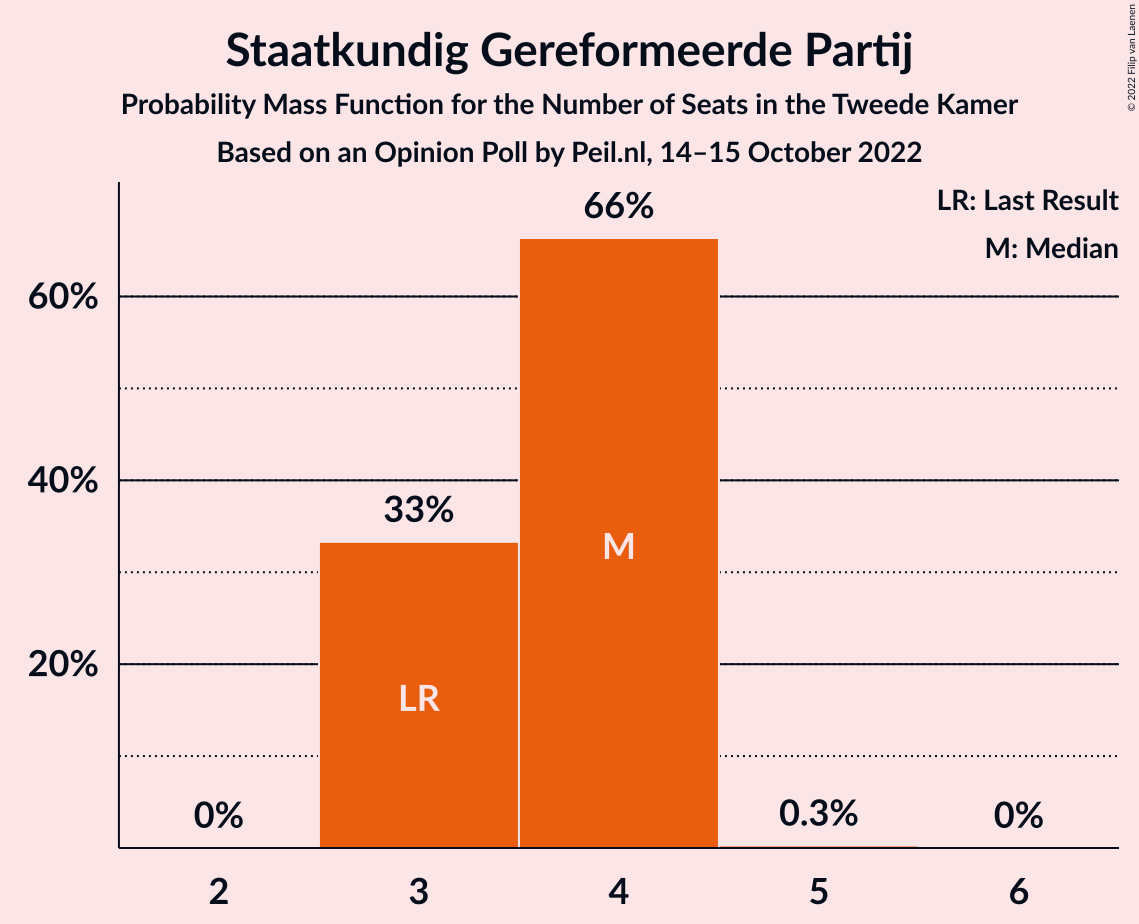 Staatkundig Gereformeerde Partij
Probability Mass Function for the Number of Seats in the Tweede Kamer
Based on an Opinion Poll by Peil.nl, 14–15 October 2022
© 2022 Filip van Laenen
LR: Last Result
M: Median
66%
60%
40%
33%
M
20%
LR
0%
0.3%
0%
2
3
4
5
6